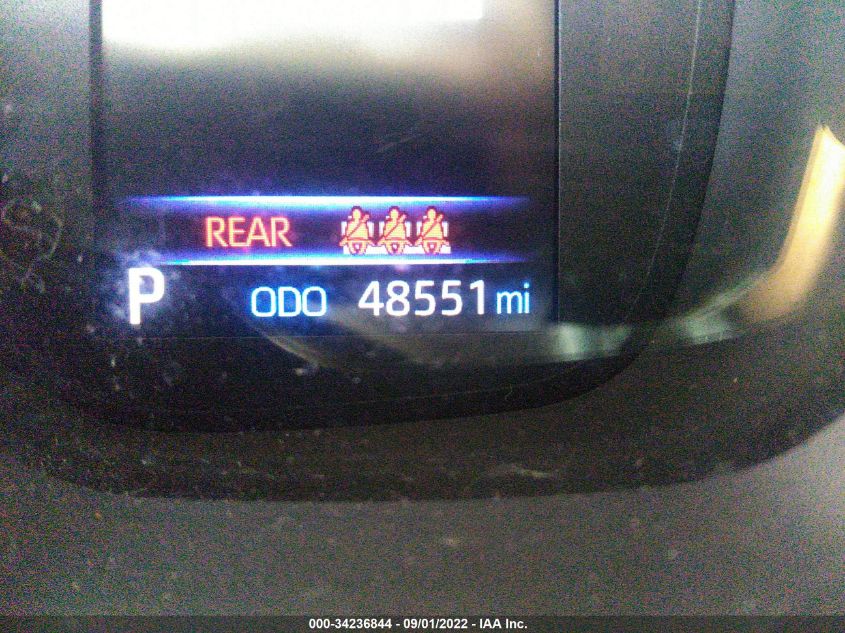 REAR
P ODO 48551 mi
000-34236844 - 09/01/2022 - IAA Inc.